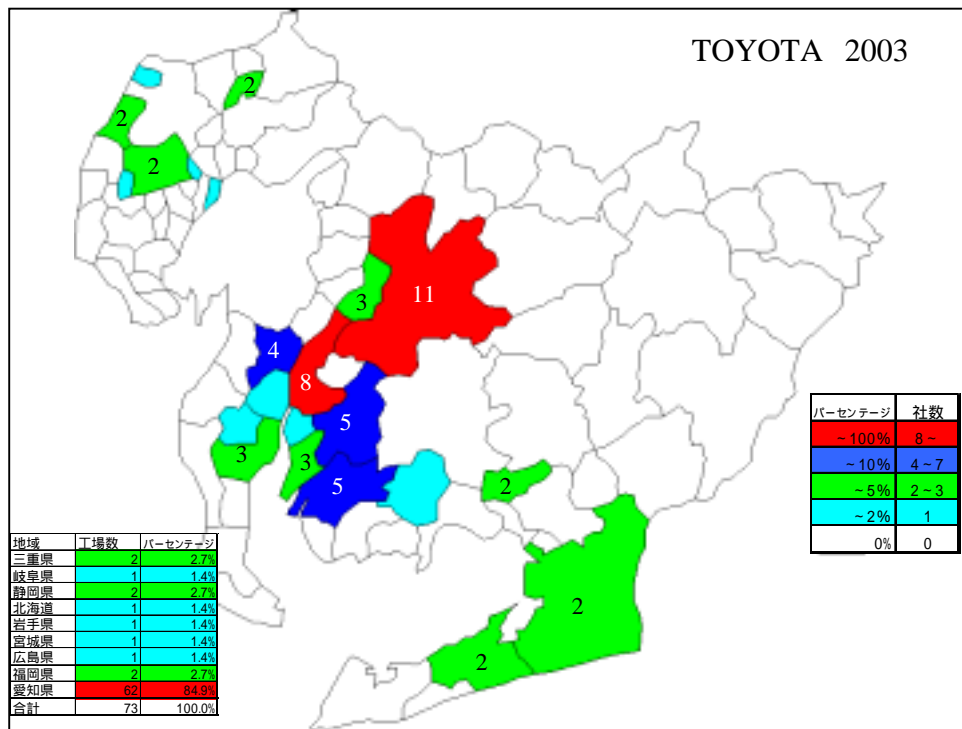 TOYOTA 2003
2
2
2
11
3
4
8
5
3
3
5
2
2
2
パーセンテージ 社数
~100% 8~
~10% 4~7
~5% 2~3
~2% 1
0% 0
地域 工場数 パーセンテージ
三重県 2 2.7%
岐阜県 1 1.4%
静岡県 2 2.7%
北海道 1 1.4%
岩手県 1 1.4%
宮城県 1 1.4%
広島県 1 1.4%
福岡県 2 2.7%
愛知県 62 84.9%
合計 73 100.0%